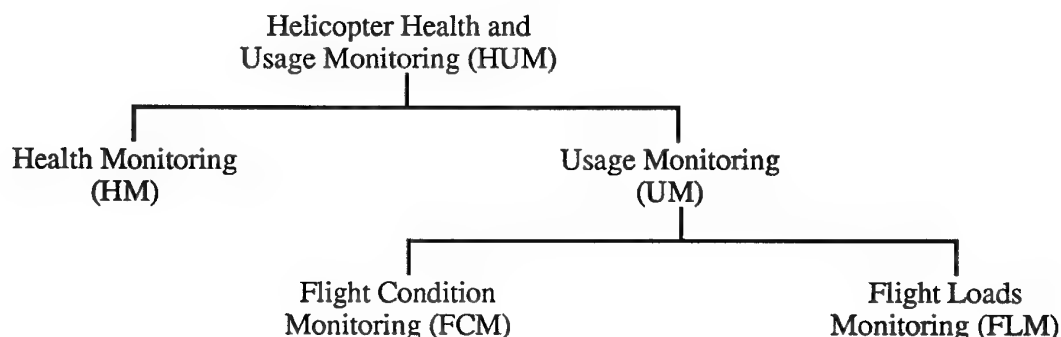 Helicopter Health and
Usage Monitoring (HUM)
Health Monitoring
(HM)
Usage Monitoring
(UM)
Flight Condition
Monitoring (FCM)
Flight Loads
Monitoring (FLM)